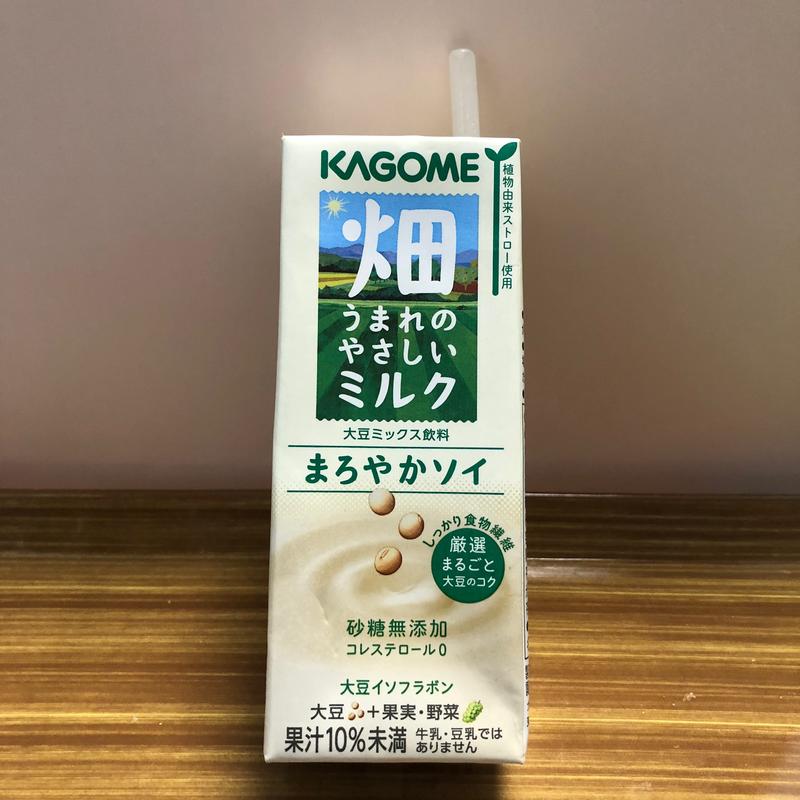 KAGOME
植物由来ストロー使用
畑
うまれの
やさしい
ミルク
大豆ミックス飲料
まろやかソイ
しっかり食物繊維
厳選
まるごと
大豆のコク
砂糖無添加
コレステロール0
大豆イソフラボン
大豆+果実・野菜
果汁10%未満 牛乳・豆乳では
ありません